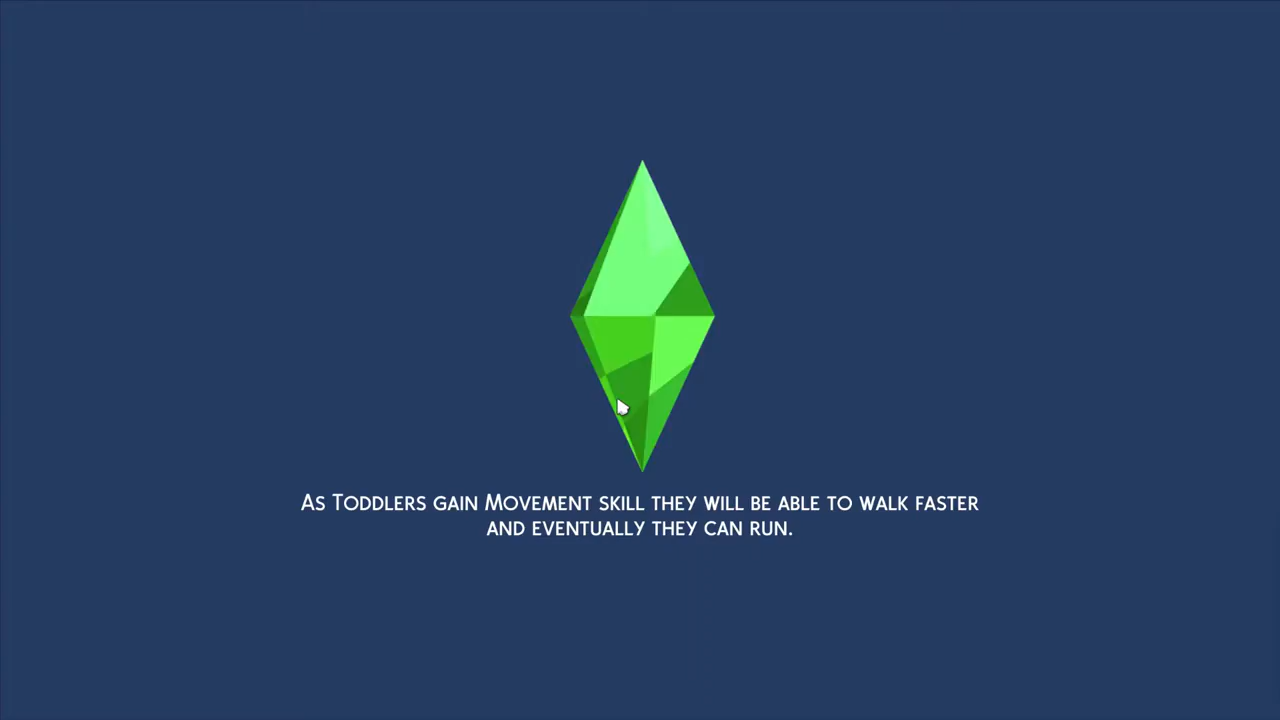 As Toddlers gain Movement skill they will be able to walk faster
and eventually they can run.